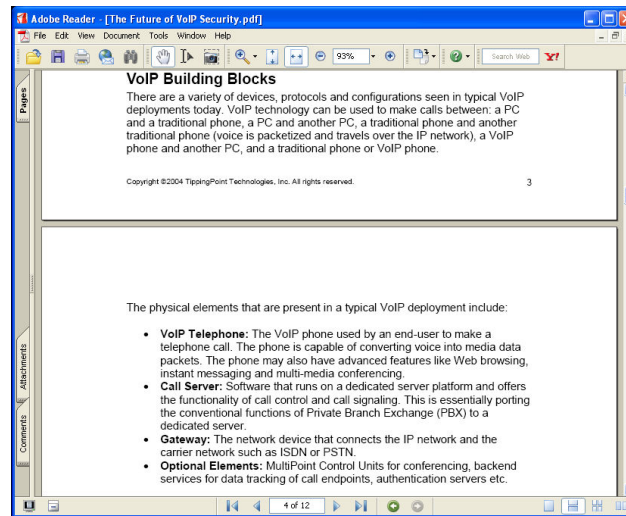 Adobe Reader - [The Future of VoIP Security.pdf]
File Edit View Document Tools Window Help
93%
Search Web
Y!
Pages
VoIP Building Blocks
There are a variety of devices, protocols and configurations seen in typical VoIP
deployments today. VoIP technology can be used to make calls between: a PC
and a traditional phone, a PC and another PC, a traditional phone and another
traditional phone (voice is packetized and travels over the IP network), a VoIP
phone and another PC, and a traditional phone or VoIP phone.
Copyright ©2004 TippingPoint Technologies, Inc. All rights reserved. 3
The physical elements that are present in a typical VoIP deployment include:
• VoIP Telephone: The VoIP phone used by an end-user to make a
telephone call. The phone is capable of converting voice into media data
packets. The phone may also have advanced features like Web browsing,
instant messaging and multi-media conferencing.
• Call Server: Software that runs on a dedicated server platform and offers
the functionality of call control and call signaling. This is essentially porting
the conventional functions of Private Branch Exchange (PBX) to a
dedicated server.
• Gateway: The network device that connects the IP network and the
carrier network such as ISDN or PSTN.
• Optional Elements: MultiPoint Control Units for conferencing, backend
services for data tracking of call endpoints, authentication servers etc.
Attachments
Comments
4 of 12